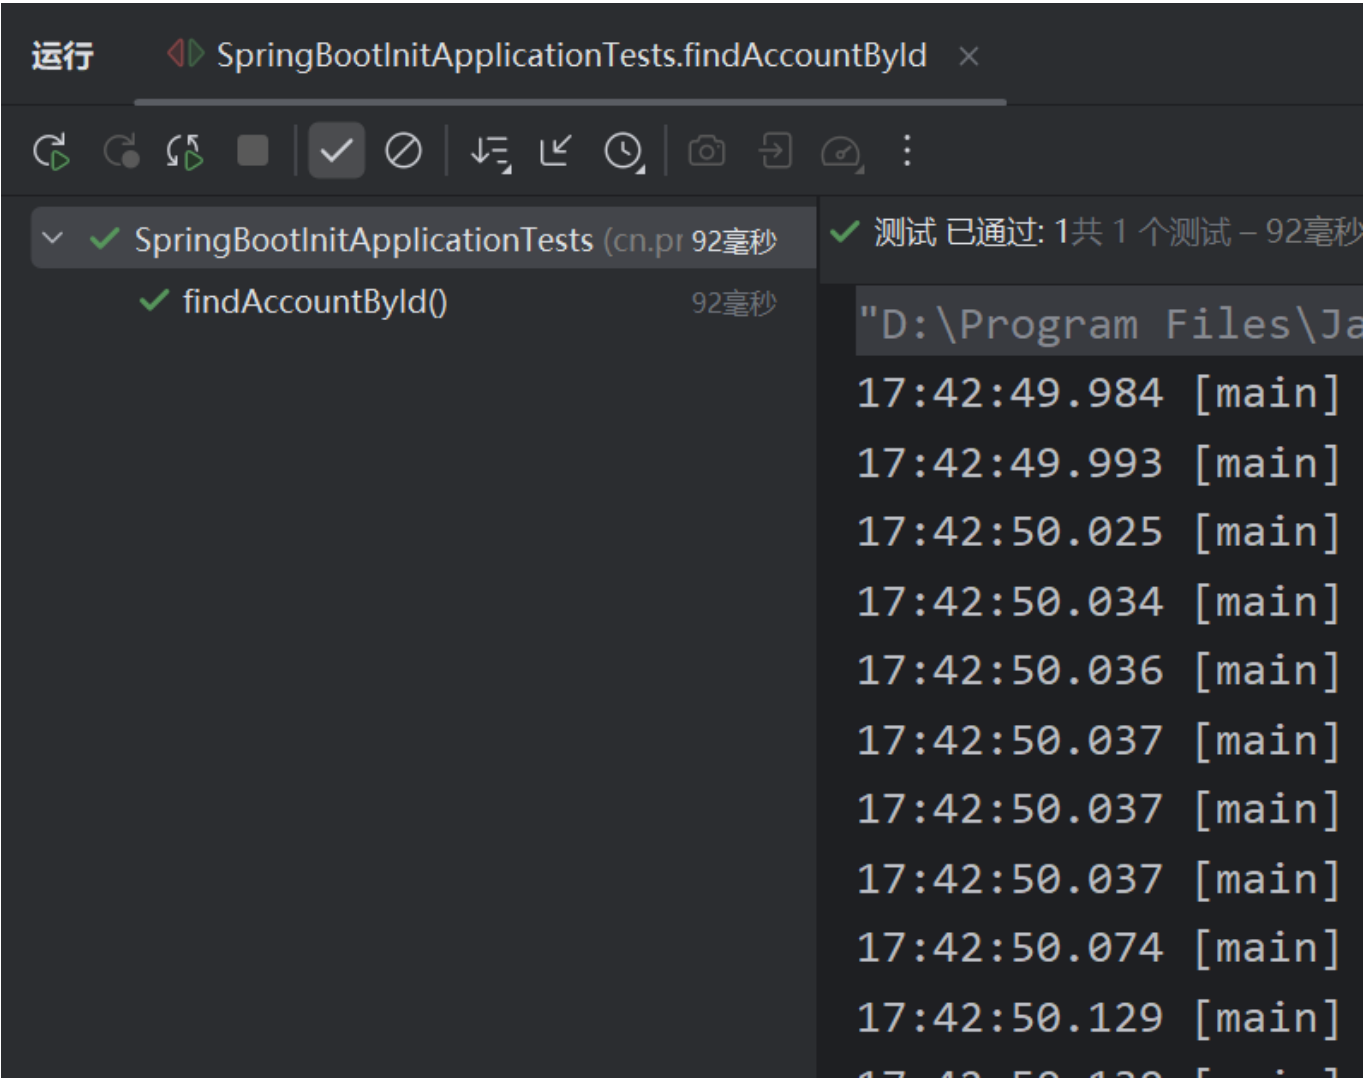 运行 SpringBootInitApplicationTests.findAccountById
SpringBootInitApplicationTests (cn.pr 92毫秒
findAccountById() 92毫秒
测试 已通过: 1共 1 个测试 – 92毫秒
"D:\Program Files\Ja
17:42:49.984 [main]
17:42:49.993 [main]
17:42:50.025 [main]
17:42:50.034 [main]
17:42:50.036 [main]
17:42:50.037 [main]
17:42:50.037 [main]
17:42:50.037 [main]
17:42:50.074 [main]
17:42:50.129 [main]